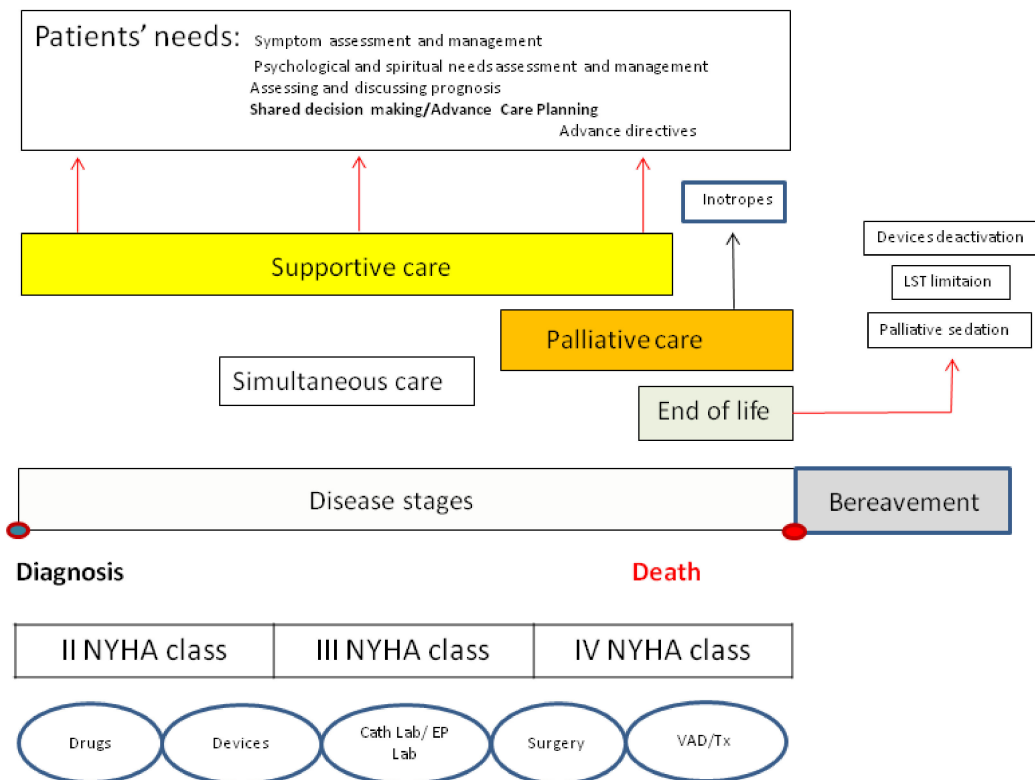 Patients' needs: Symptom assessment and management
Psychological and spiritual needs assessment and management
Assessing and discussing prognosis
Shared decision making/Advance Care Planning
Advance directives
Inotropes
Devices deactivation
Supportive care
LST limitaion
Palliative care
Palliative sedation
Simultaneous care
End of life
Disease stages
Bereavement
Diagnosis
Death
II NYHA class
III NYHA class
IV NYHA class
Drugs
Devices
Cath Lab/ EP
Lab
Surgery
VAD/Tx